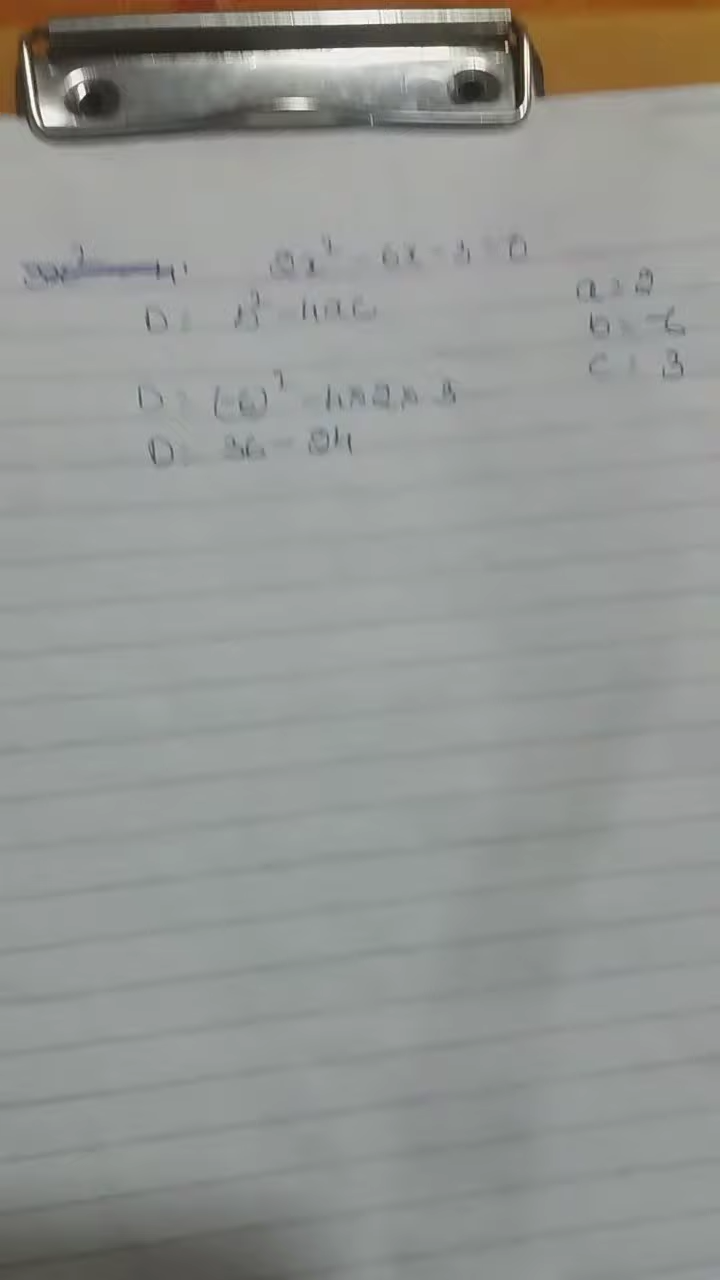 2x² - 6x - 3 = 0
a = 2
D = b² - 4ac
b = -6
c = 3
D = (-6)² - 4 × 2 × 3
D = 36 - 24